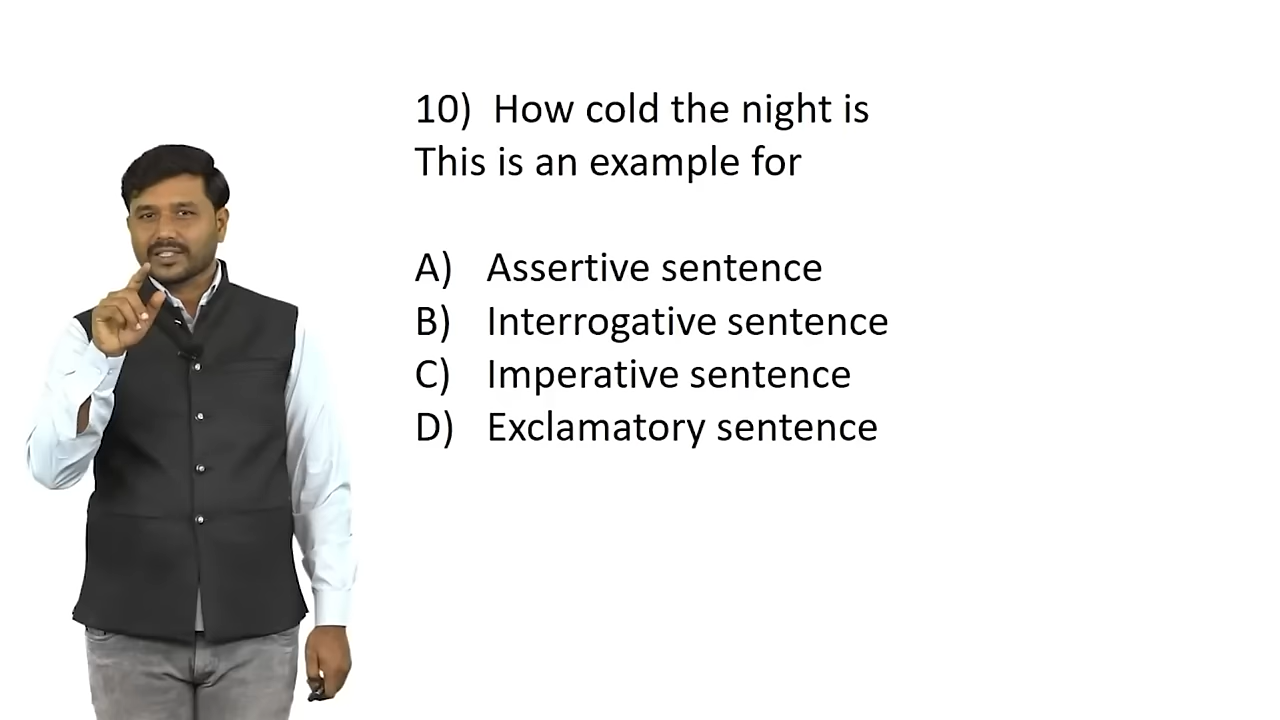 10) How cold the night is
This is an example for
A) Assertive sentence
B) Interrogative sentence
C) Imperative sentence
D) Exclamatory sentence